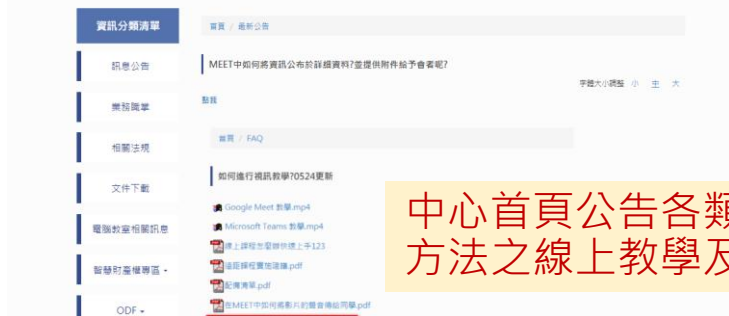 資訊分類清單
首頁 / 最新公告
訊息公告
MEET中如何將資訊公布於詳細資料?並提供附件給予會者呢?
字體大小調整 小 中 大
業務職掌
點我
相關法規
首頁 / FAQ
文件下載
如何進行視訊教學?0524更新
Google Meet 教學.mp4
Microsoft Teams 教學.mp4
電腦教室相關訊息
線上課程怎麼辦快速上手123
中心首頁公告各類
方法之線上教學及
智慧財產權專區
遠距課程實施建議.pdf
配備清單.pdf
在MEET中如何將影片的聲音傳給同學.pdf
ODF